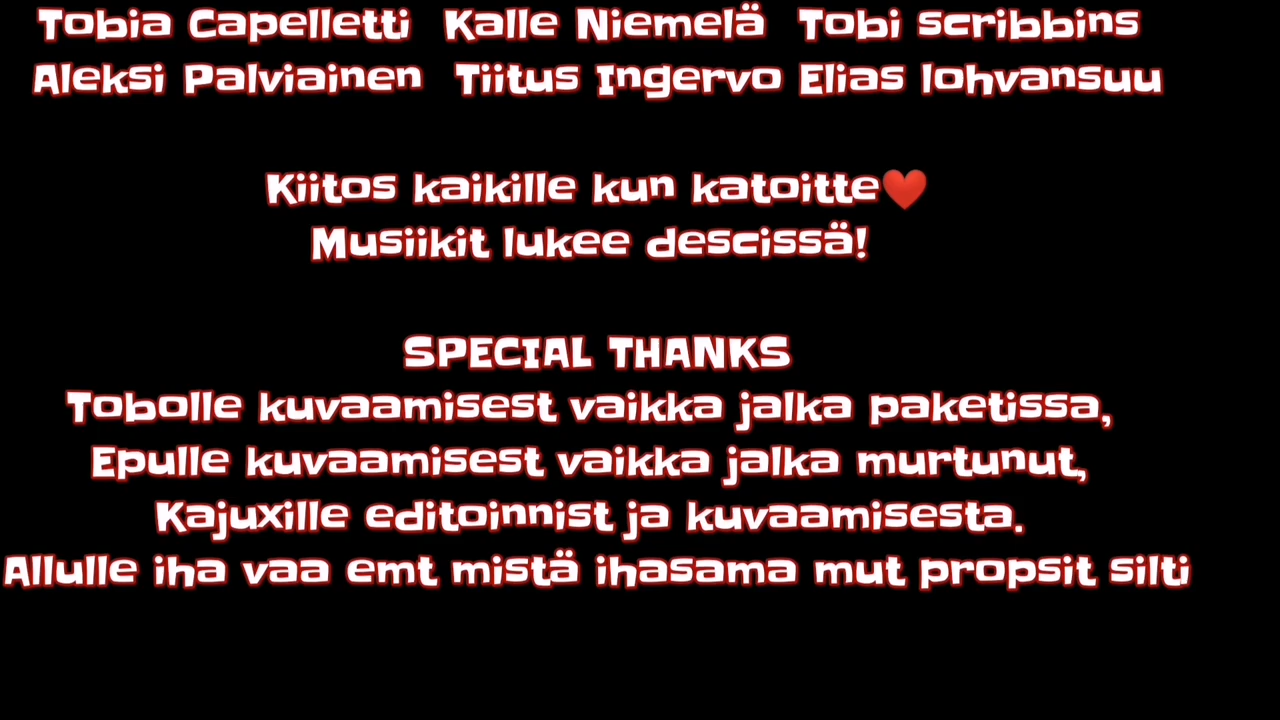 Tobia Capelletti Kalle Niemelä Tobi scribbins
Aleksi Palviainen Tiitus Ingervo Elias lohvansuu
Kiitos kaikille kun katoitte❤️
Musiikit lukee descissä!
SPECIAL THANKS
Tobolle kuvaamisest vaikka jalka paketissa,
Epulle kuvaamisest vaikka jalka murtunut,
Kajuxille editoinnist ja kuvaamisesta.
Allulle iha vaa emt mistä ihasama mut propsit silti